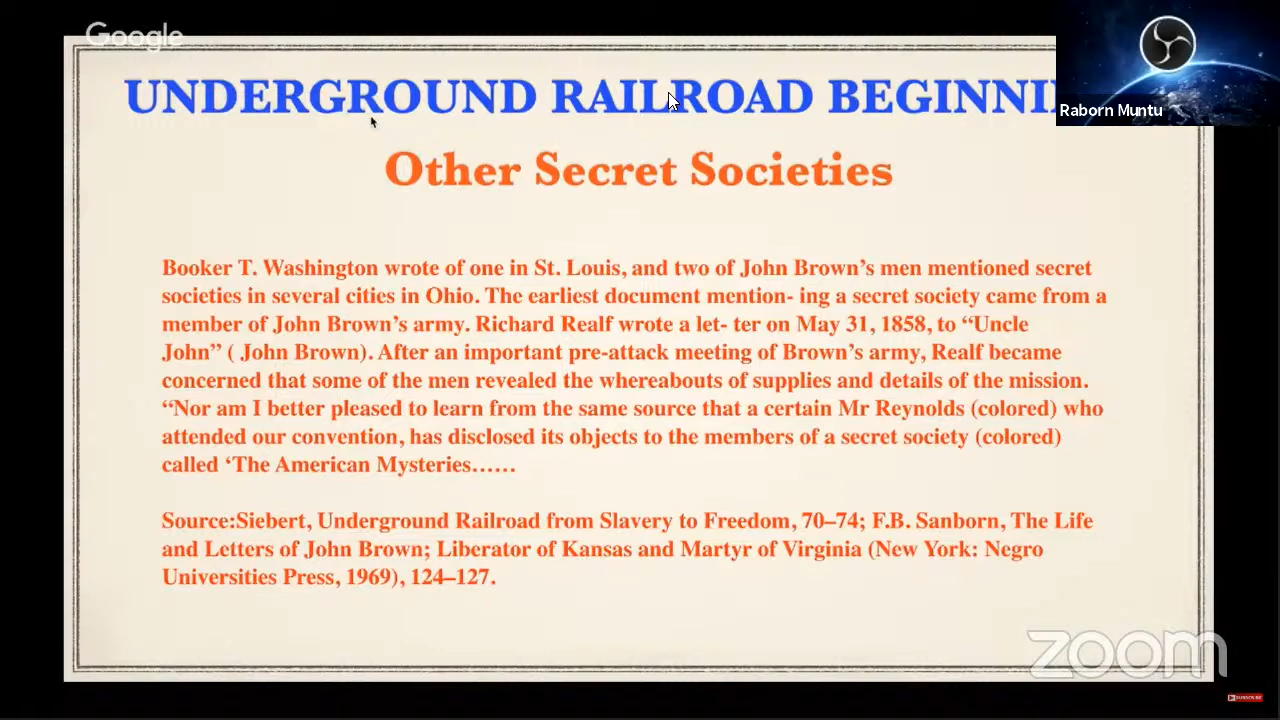 Google
UNDERGROUND RAILROAD BEGINNI
Raborn Muntu
Other Secret Societies
Booker T. Washington wrote of one in St. Louis, and two of John Brown’s men mentioned secret
societies in several cities in Ohio. The earliest document mention- ing a secret society came from a
member of John Brown’s army. Richard Realf wrote a let- ter on May 31, 1858, to “Uncle
John” ( John Brown). After an important pre-attack meeting of Brown’s army, Realf became
concerned that some of the men revealed the whereabouts of supplies and details of the mission.
“Nor am I better pleased to learn from the same source that a certain Mr Reynolds (colored) who
attended our convention, has disclosed its objects to the members of a secret society (colored)
called ‘The American Mysteries……
Source:Siebert, Underground Railroad from Slavery to Freedom, 70–74; F.B. Sanborn, The Life
and Letters of John Brown; Liberator of Kansas and Martyr of Virginia (New York: Negro
Universities Press, 1969), 124–127.
zoom
SUBSCRIBE